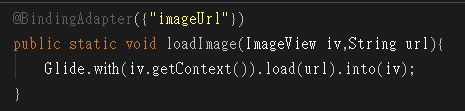 @BindingAdapter({"imageUrl"})
public static void loadImage(ImageView iv,String url){
    Glide.with(iv.getContext()).load(url).into(iv);
}